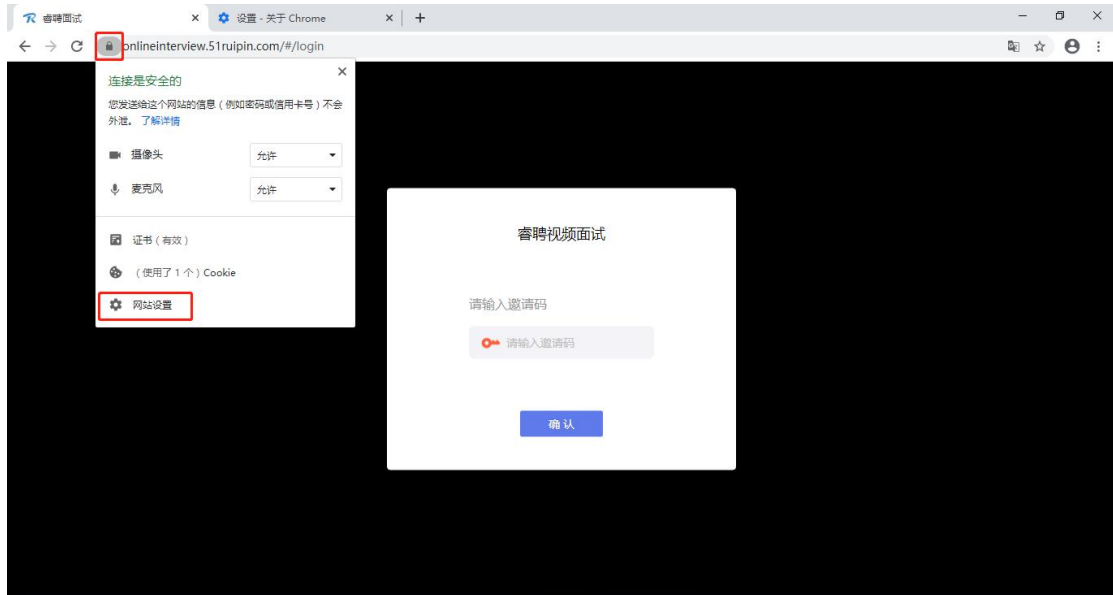 睿聘面试
设置 - 关于 Chrome
onlineinterview.51ruipin.com/#/login
连接是安全的
您发送给这个网站的信息（例如密码或信用卡号）不会
外泄。 了解详情
摄像头 允许
麦克风 允许
证书（有效）
（使用了 1 个）Cookie
网站设置
睿聘视频面试
请输入邀请码
请输入邀请码
确 认